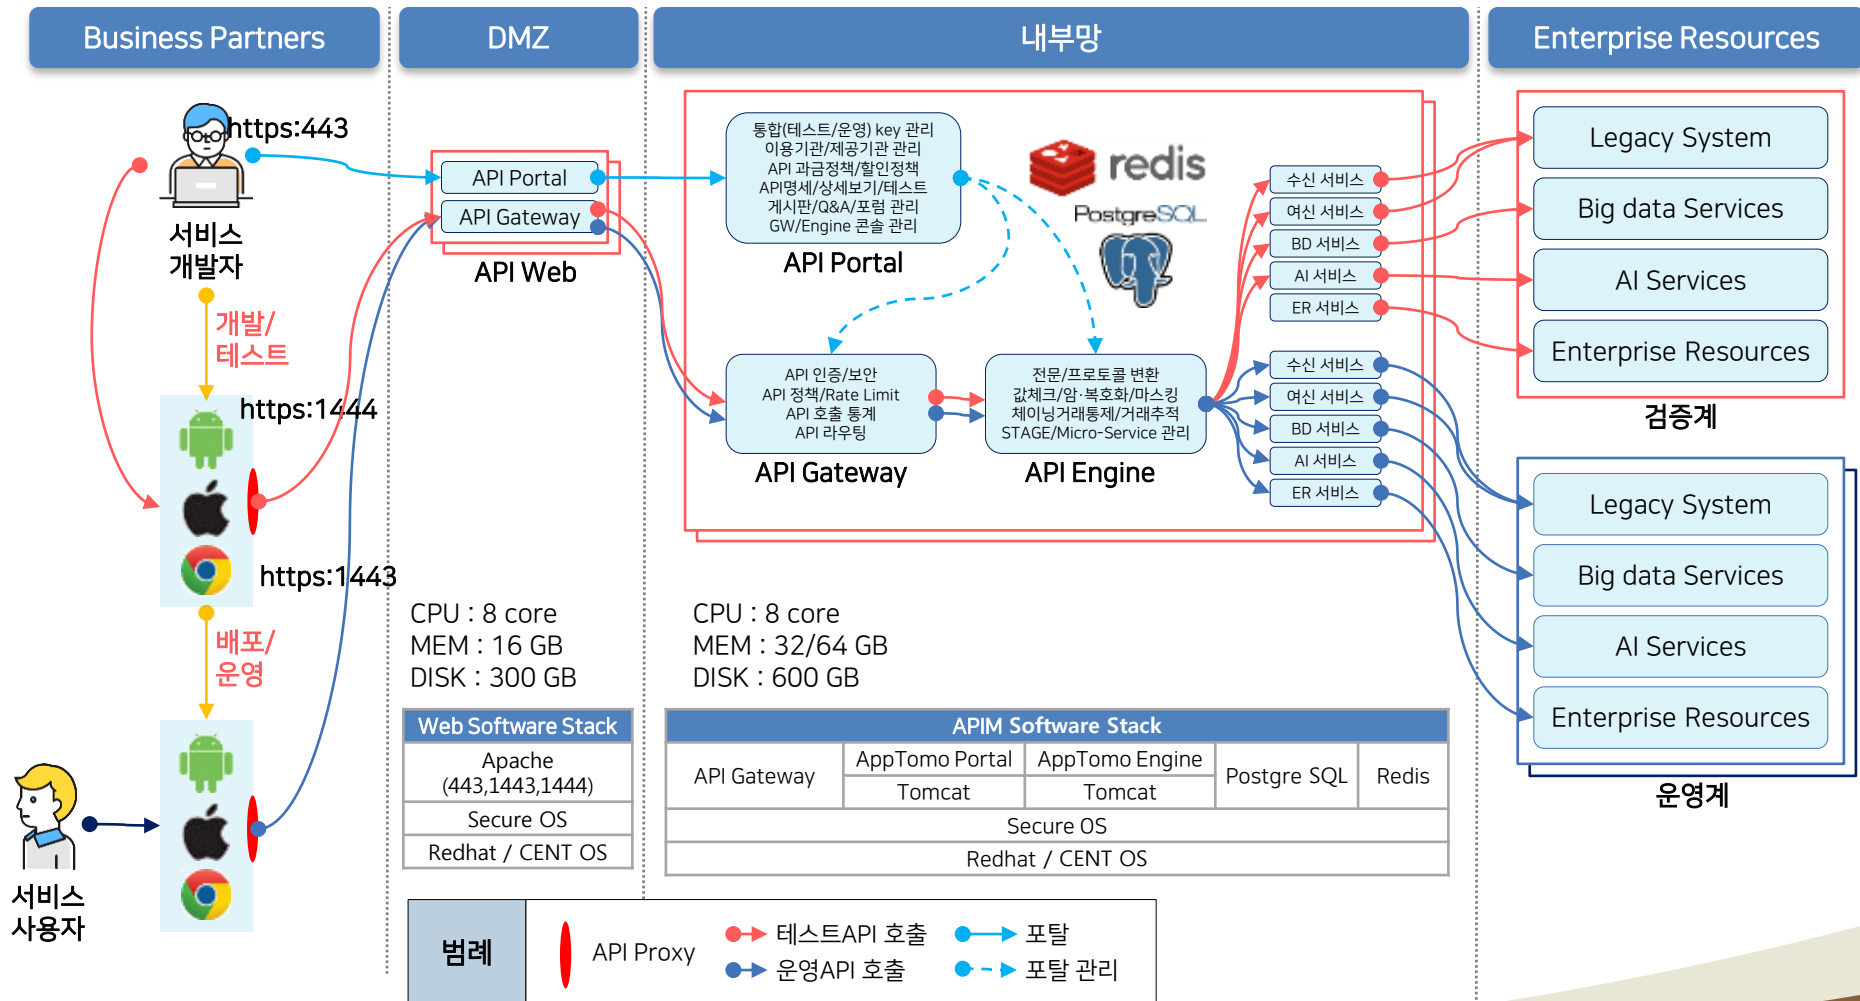 Business Partners
DMZ
내부망
Enterprise Resources
https:443
서비스
개발자
개발/
테스트
https:1444
https:1443
배포/
운영
서비스
사용자
API Portal
API Gateway
API Web
통합(테스트/운영) key 관리
이용기관/제공기관 관리
API 과금정책/할인정책
API명세/상세보기/테스트
게시판/Q&A/포럼 관리
GW/Engine 콘솔 관리
API Portal
redis
PostgreSQL
API 인증/보안
API 정책/Rate Limit
API 호출 통계
API 라우팅
API Gateway
전문/프로토콜 변환
값체크/암·복호화/마스킹
체이닝거래통제/거래추적
STAGE/Micro-Service 관리
API Engine
수신 서비스
여신 서비스
BD 서비스
AI 서비스
ER 서비스
수신 서비스
여신 서비스
BD 서비스
AI 서비스
ER 서비스
Legacy System
Big data Services
AI Services
Enterprise Resources
검증계
Legacy System
Big data Services
AI Services
Enterprise Resources
운영계
CPU : 8 core
MEM : 16 GB
DISK : 300 GB
CPU : 8 core
MEM : 32/64 GB
DISK : 600 GB
Web Software Stack
Apache
(443,1443,1444)
Secure OS
Redhat / CENT OS
APIM Software Stack
API Gateway
AppTomo Portal
Tomcat
AppTomo Engine
Tomcat
Postgre SQL
Redis
Secure OS
Redhat / CENT OS
범례
API Proxy
테스트API 호출
운영API 호출
포탈
포탈 관리